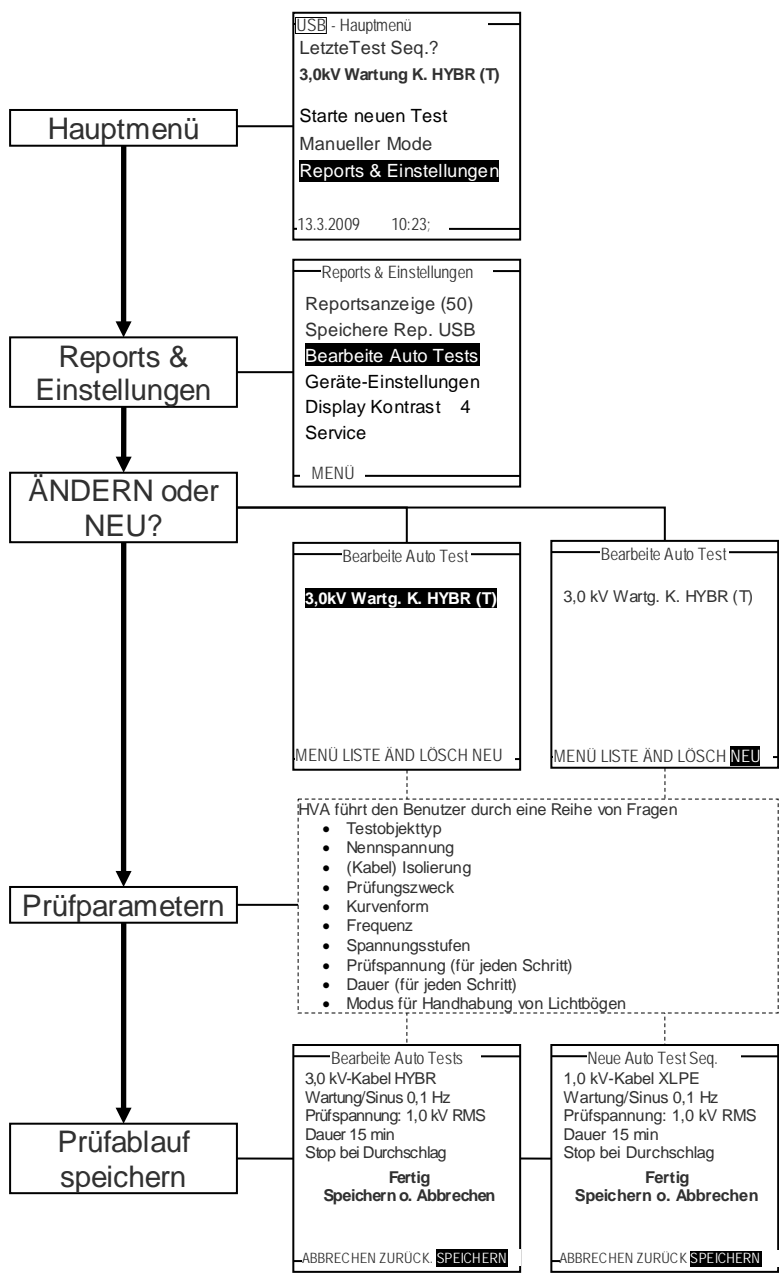 USB - Hauptmenü
LetzteTest Seq.?
3,0kV Wartung K. HYBR (T)
Starte neuen Test
Manueller Mode
Reports & Einstellungen
13.3.2009 10:23;
Hauptmenü
Reports & Einstellungen
Reportsanzeige (50)
Speichere Rep. USB
Bearbeite Auto Tests
Geräte-Einstellungen
Display Kontrast 4
Service
MENÜ
Reports &
Einstellungen
ÄNDERN oder
NEU?
Bearbeite Auto Test
3,0kV Wartg. K. HYBR (T)
MENÜ LISTE ÄND LÖSCH NEU
Bearbeite Auto Test
3,0 kV Wartg. K. HYBR (T)
MENÜ LISTE ÄND LÖSCH NEU
Prüfparametern
HVA führt den Benutzer durch eine Reihe von Fragen
• Testobjekttyp
• Nennspannung
• (Kabel) Isolierung
• Prüfungszweck
• Kurvenform
• Frequenz
• Spannungsstufen
• Prüfspannung (für jeden Schritt)
• Dauer (für jeden Schritt)
• Modus für Handhabung von Lichtbögen
Prüfablauf
speichern
Bearbeite Auto Tests
3,0 kV-Kabel HYBR
Wartung/Sinus 0,1 Hz
Prüfspannung: 1,0 kV RMS
Dauer 15 min
Stop bei Durchschlag
Fertig
Speichern o. Abbrechen
ABBRECHEN ZURÜCK. SPEICHERN
Neue Auto Test Seq.
1,0 kV-Kabel XLPE
Wartung/Sinus 0,1 Hz
Prüfspannung: 1,0 kV RMS
Dauer 15 min
Stop bei Durchschlag
Fertig
Speichern o. Abbrechen
ABBRECHEN ZURÜCK SPEICHERN